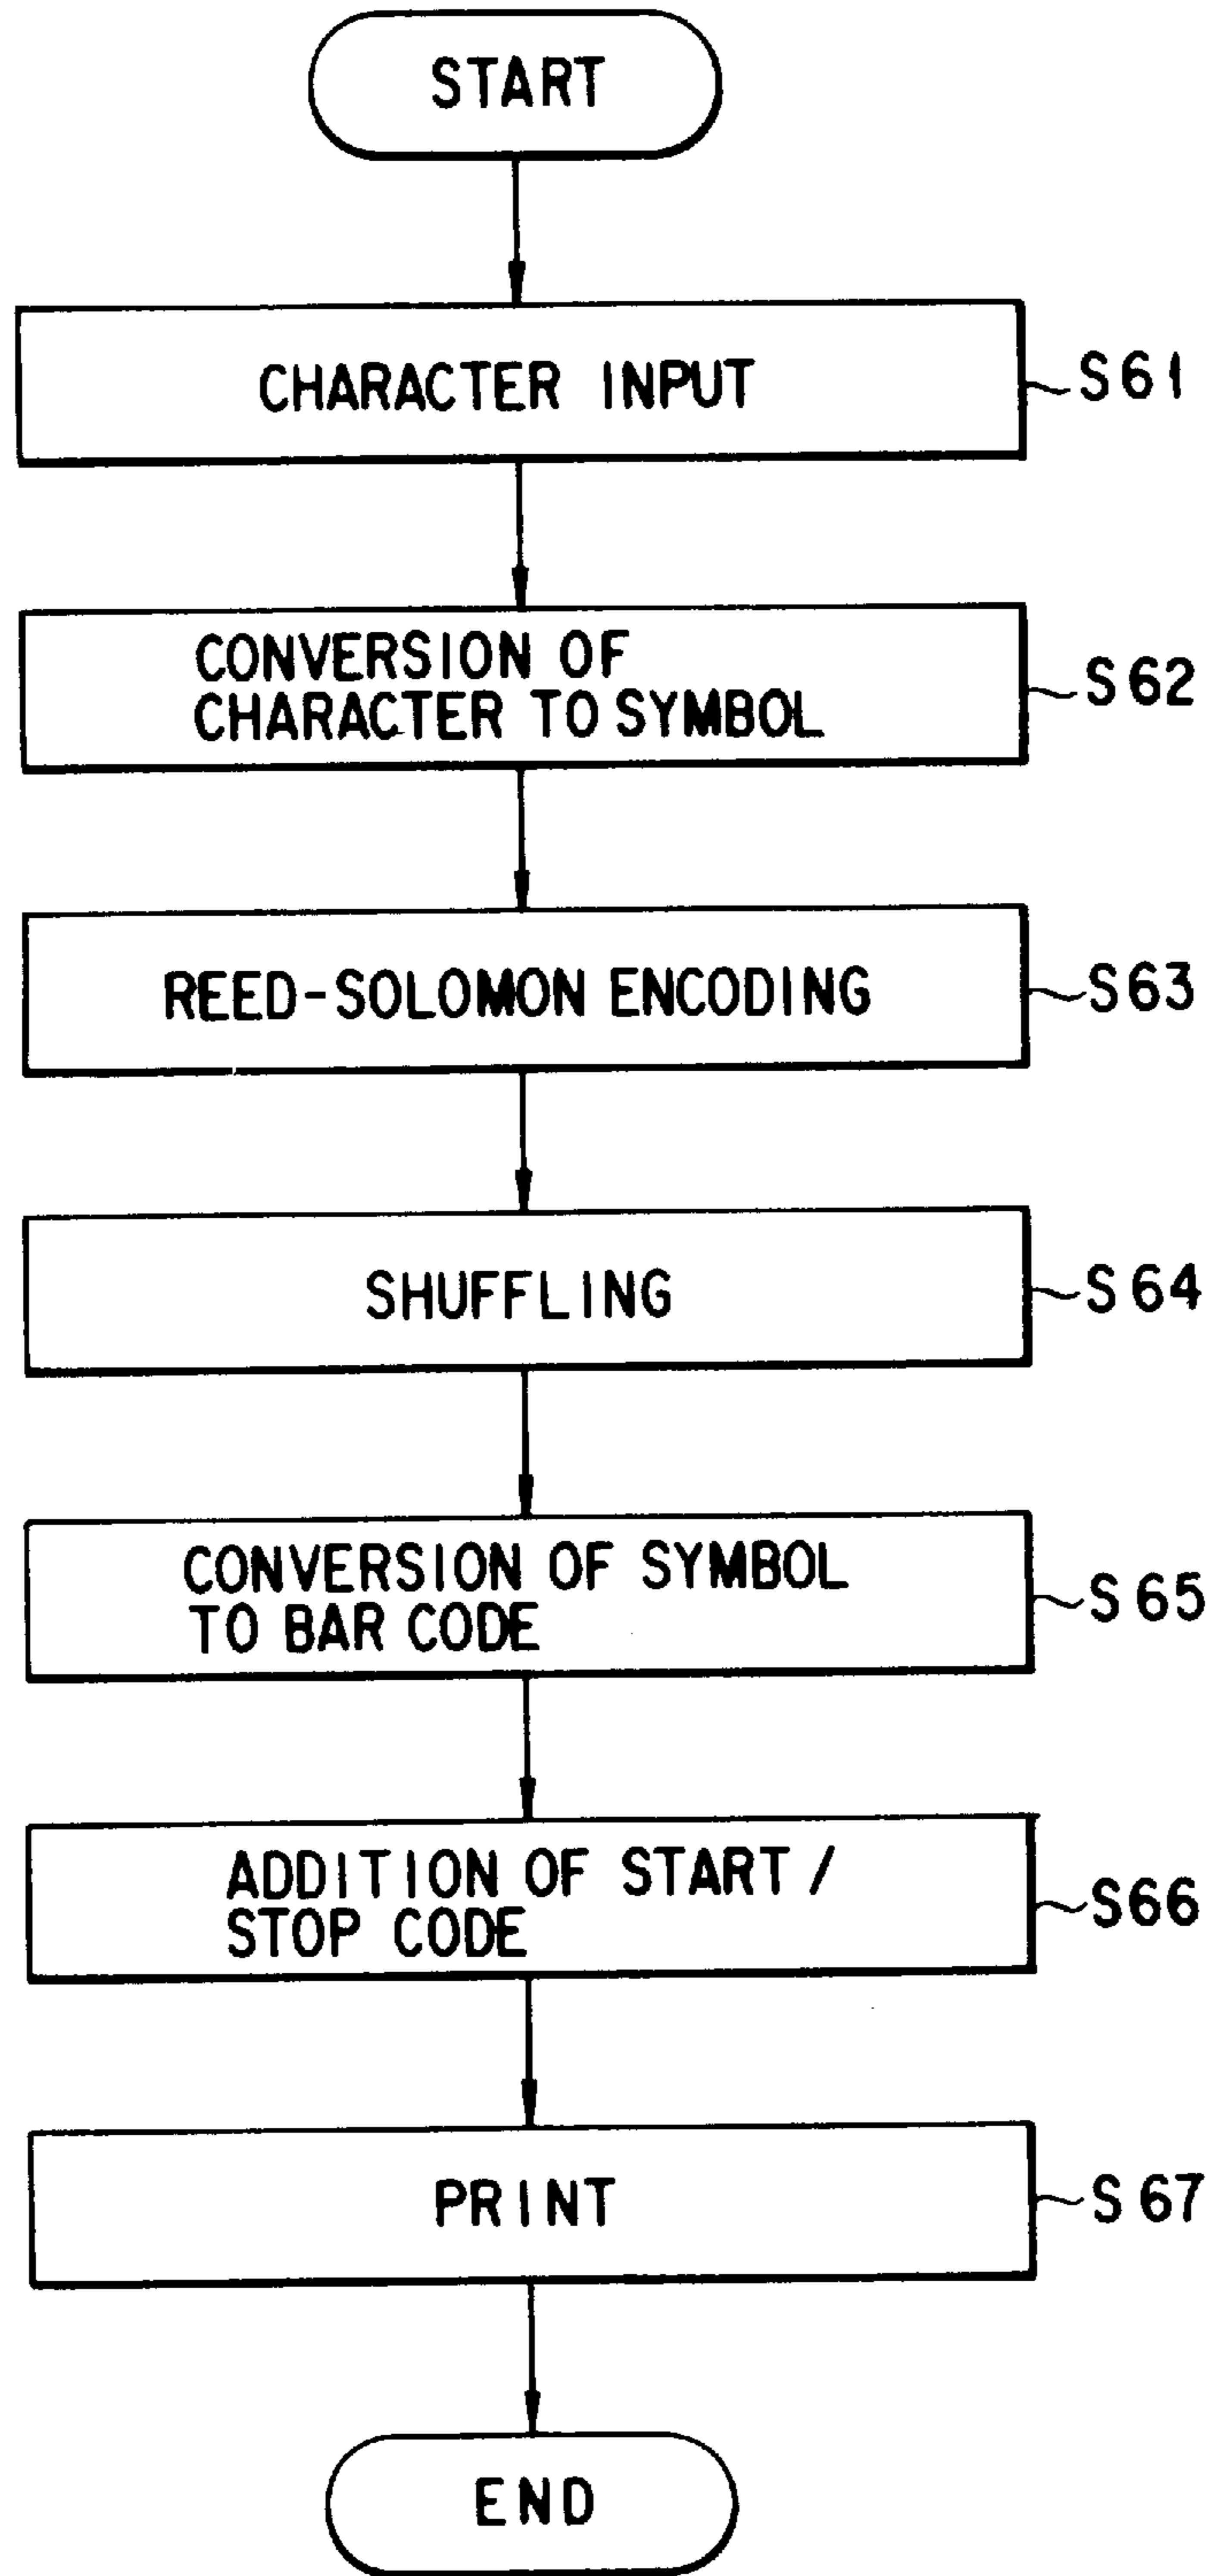 START
CHARACTER INPUT
S61
CONVERSION OF
CHARACTER TO SYMBOL
S62
REED-SOLOMON ENCODING
S63
SHUFFLING
S64
CONVERSION OF SYMBOL
TO BAR CODE
S65
ADDITION OF START /
STOP CODE
S66
PRINT
S67
END